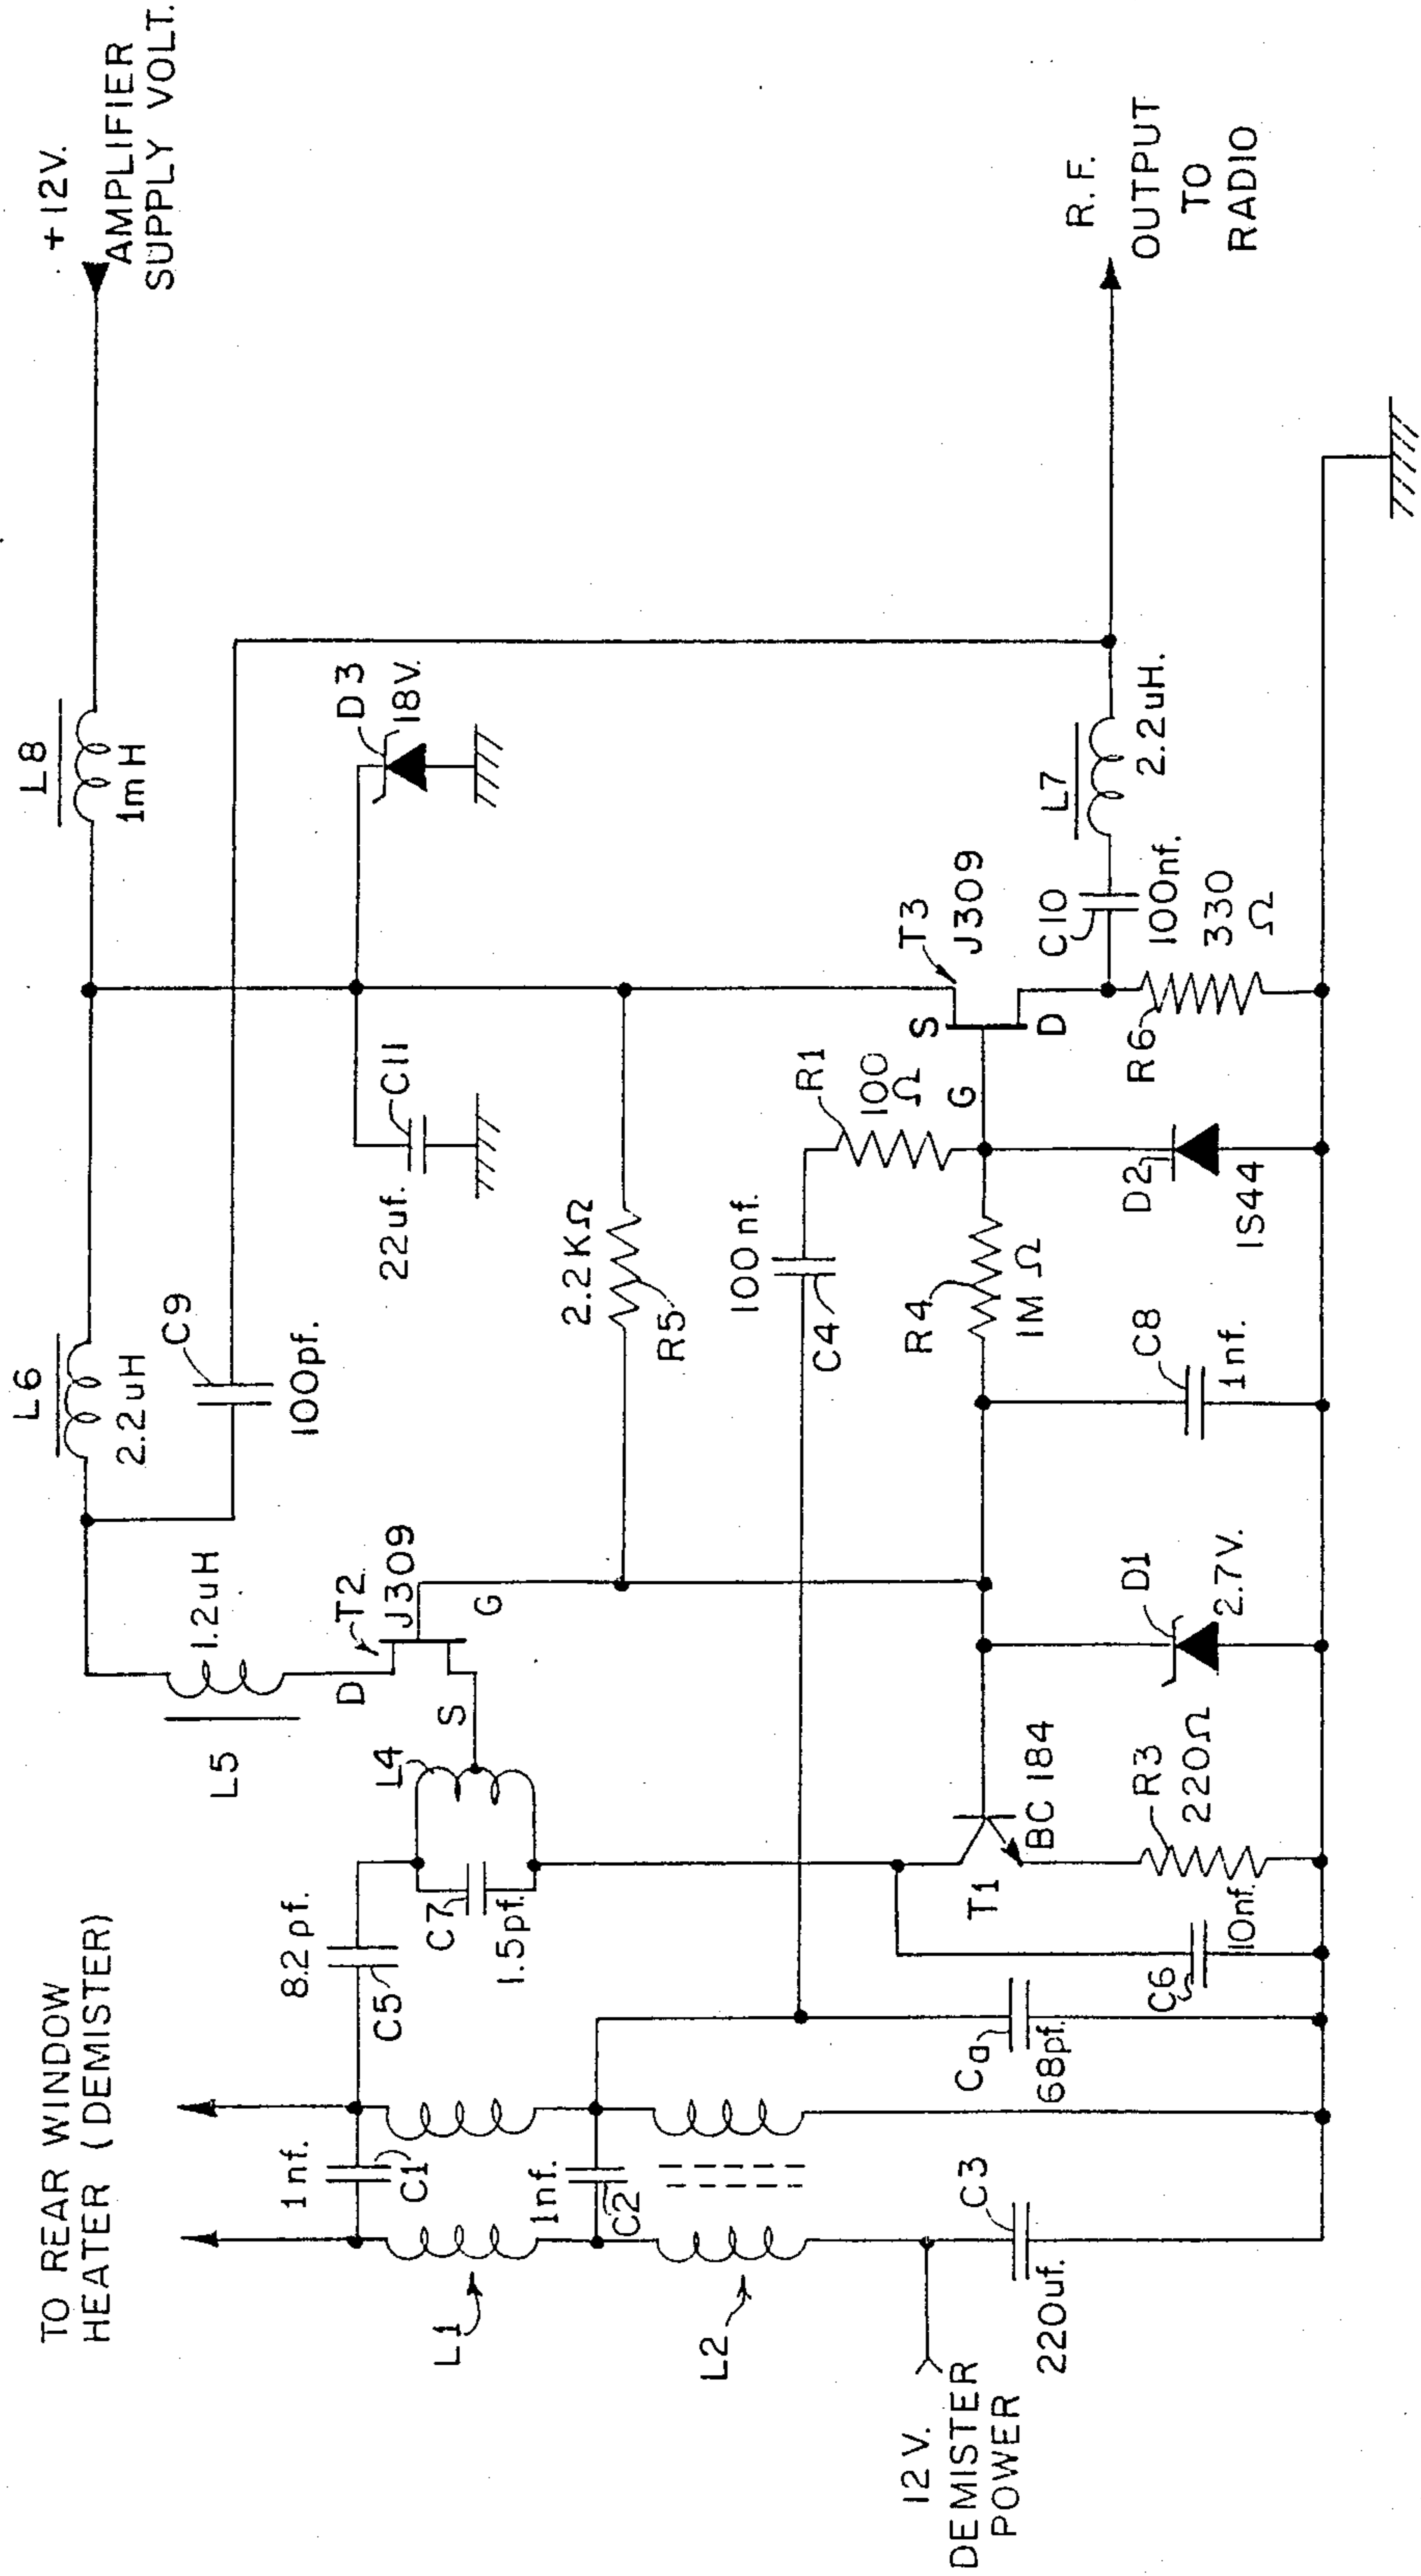 TO REAR WINDOW
HEATER (DEMISTER)
L1
L2
12V.
DEMISTER
POWER
1nf.
C1
1nf.
C2
C3
220uf.
8.2pf.
C5
C7
1.5pf.
L4
Ca
68pf.
C6
10nf.
T1
BC 184
R3
220Ω
L5
1.2uH
D
S
G
T2
J309
D1
2.7V.
L6
2.2uH
C9
100pf.
2.2KΩ
R5
100nf.
C4
R4
1MΩ
C8
1nf.
22uf.
C11
R1
100
Ω
D2
IS44
G
S
D
T3
J309
R6
330
Ω
C10
100nf.
L7
2.2uH.
D3
18V.
L8
1mH
+12V.
AMPLIFIER
SUPPLY VOLT.
R.F.
OUTPUT
TO
RADIO